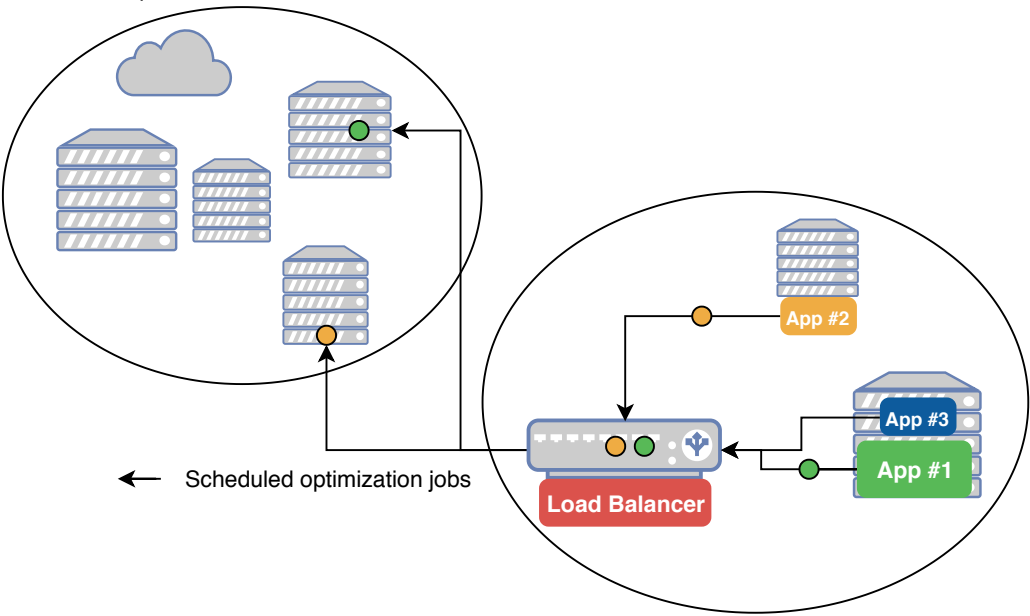 App #2
App #3
App #1
Scheduled optimization jobs
Load Balancer